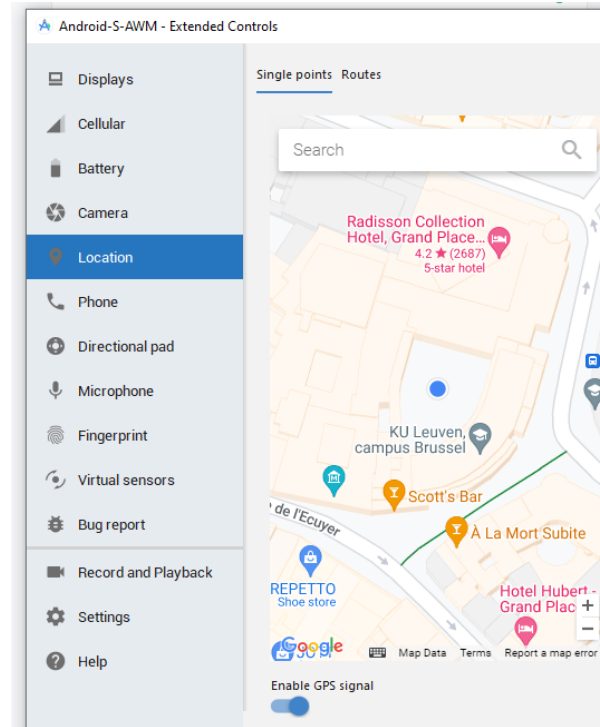 Android-S-AWM - Extended Controls
Displays
Cellular
Battery
Camera
Location
Phone
Directional pad
Microphone
Fingerprint
Virtual sensors
Bug report
Record and Playback
Settings
Help
Single points Routes
Search
Radisson Collection
Hotel, Grand Place...
4.2 ★ (2687)
5-star hotel
KU Leuven,
campus Brussel
Scott's Bar
de l'Ecuyer
À La Mort Subite
REPETTO
Shoe store
Hotel Hubert -
Grand Plac
+
−
Google
Map Data Terms Report a map error
Enable GPS signal